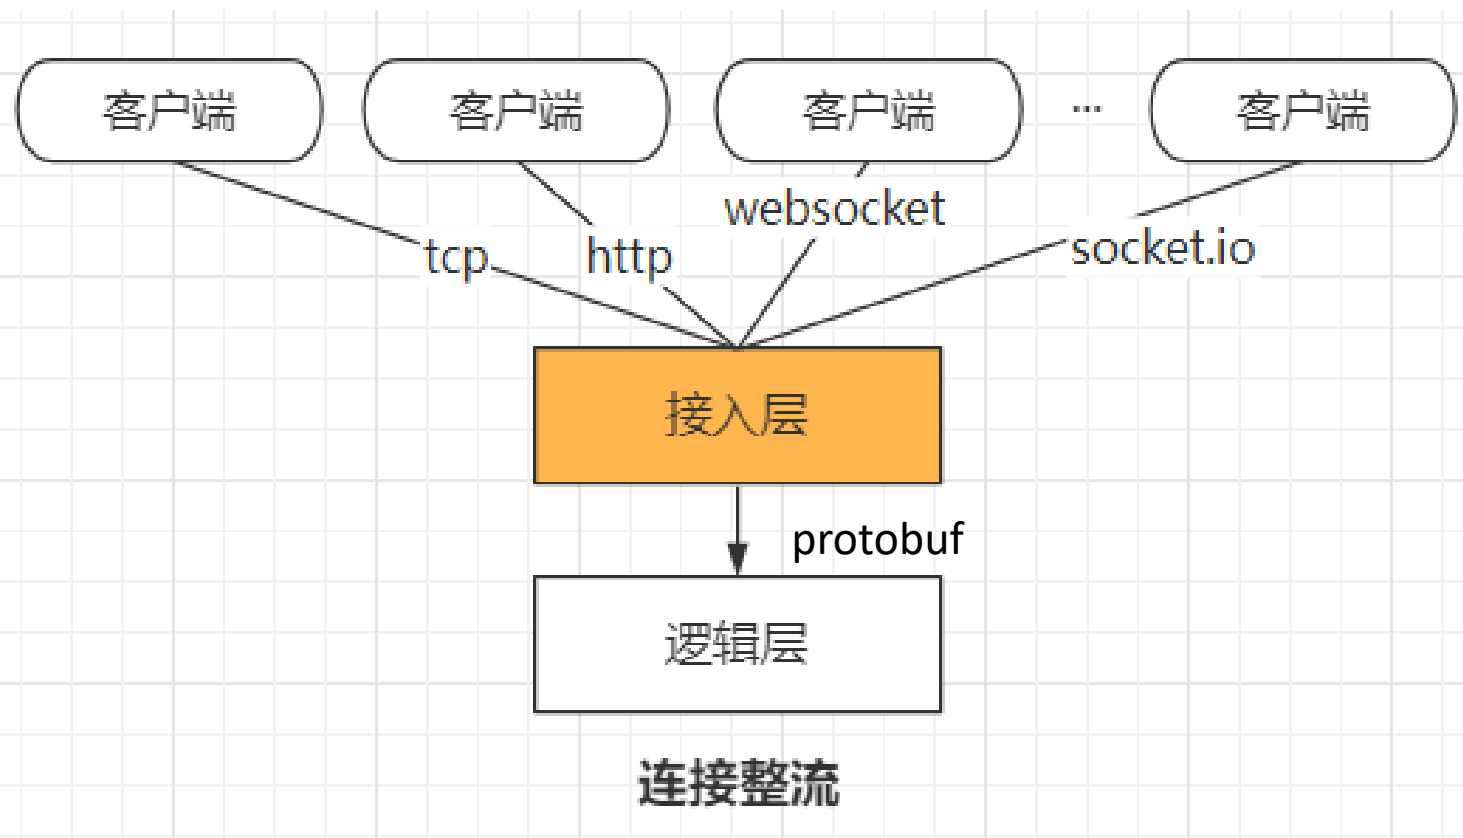 客户端
客户端
客户端
...
客户端
websocket
tcp
http
socket.io
接入层
protobuf
逻辑层
连接整流